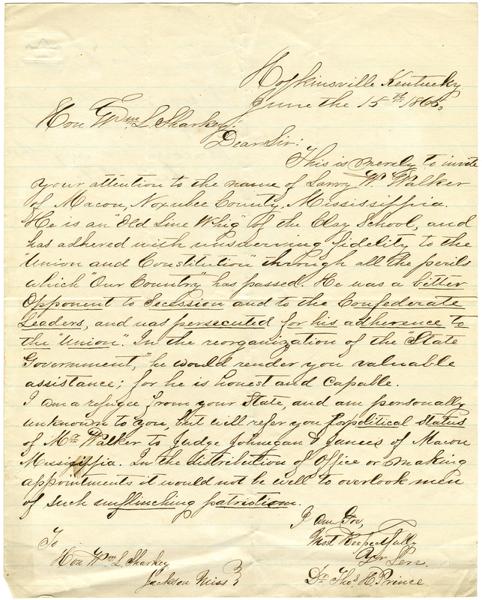 Hopkinsville Kentucky
June the 15th 1865.
Hon Wm L Sharkey:
Dear Sir:
This is merely to invite
your attention to the name of Larry W. Walker
of Macon, Noxubee County, Mississippia.
He is an "Old Line Whig" of the Clay School, and
has adhered with unswerving fidelity to the
"Union and Constitution" through all the perils
which "Our Country" has passed. He was a bitter
Opponent to Secession and to the Confederate
Leaders, and was persecuted for his adherence to
the Union. In the reorganization of the "State
Government," he would render you valuable
assistance; for he is honest and Capable.
I am a refugee from your State, and am personally
unknown to you, but will refer you for political Status
of Mr Walker to Judge & of Macon
Mississippia. In the distribution of Office or making
appointments it would not be well to overlook men
of such unflinching patriotism.
I am Gov,
Most Respectfully
Yr Ser.
Dr Thos H Prince
To
Hon Wm L Sharkey
Jackson Miss